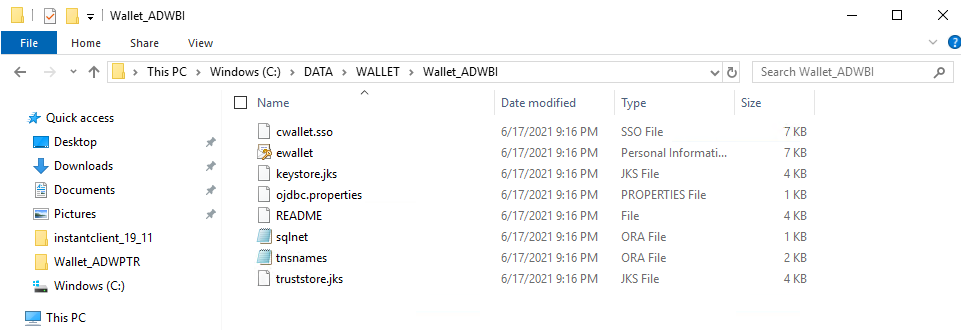 Wallet_ADWBI
File Home Share View
This PC Windows (C:) DATA WALLET Wallet_ADWBI Search Wallet_ADWBI
Name Date modified Type Size
Quick access
Desktop
Downloads
Documents
Pictures
instantclient_19_11
Wallet_ADWPTR
Windows (C:)
This PC
cwallet.sso 6/17/2021 9:16 PM SSO File 7 KB
ewallet 6/17/2021 9:16 PM Personal Informati... 7 KB
keystore.jks 6/17/2021 9:16 PM JKS File 4 KB
ojdbc.properties 6/17/2021 9:16 PM PROPERTIES File 1 KB
README 6/17/2021 9:16 PM File 4 KB
sqlnet 6/17/2021 9:16 PM ORA File 1 KB
tnsnames 6/17/2021 9:16 PM ORA File 2 KB
truststore.jks 6/17/2021 9:16 PM JKS File 4 KB